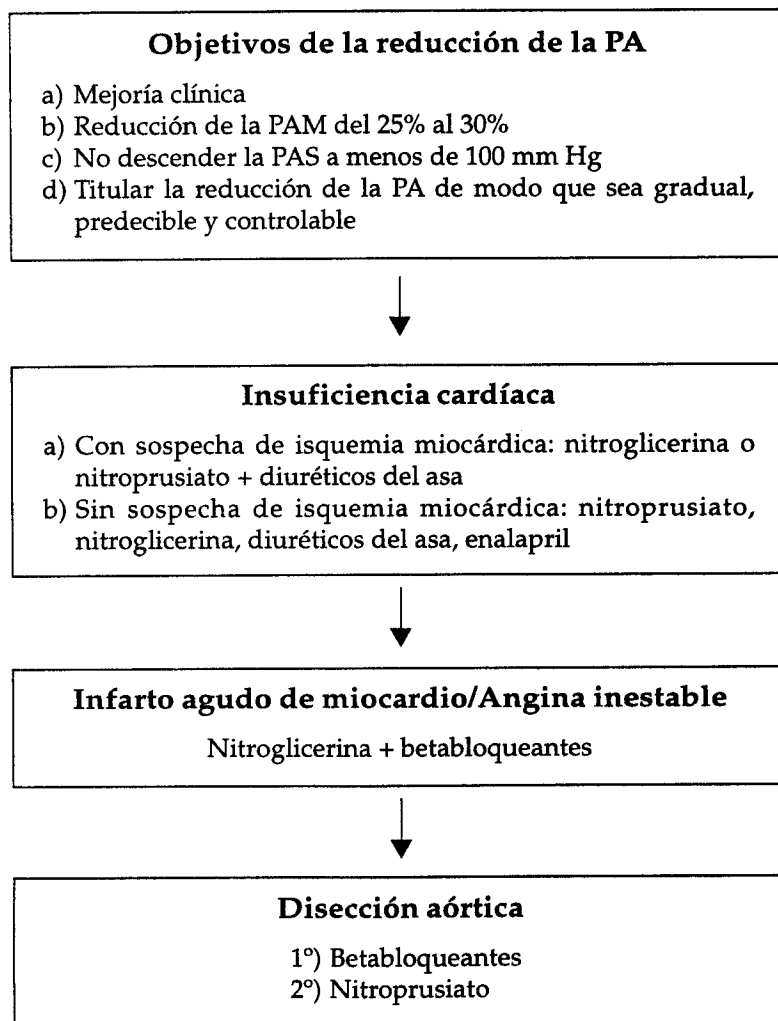 Objetivos de la reducción de la PA
a) Mejoría clínica
b) Reducción de la PAM del 25% al 30%
c) No descender la PAS a menos de 100 mm Hg
d) Titular la reducción de la PA de modo que sea gradual,
predecible y controlable
Insuficiencia cardíaca
a) Con sospecha de isquemia miocárdica: nitroglicerina o
nitroprusiato + diuréticos del asa
b) Sin sospecha de isquemia miocárdica: nitroprusiato,
nitroglicerina, diuréticos del asa, enalapril
Infarto agudo de miocardio/Angina inestable
Nitroglicerina + betabloqueantes
Disección aórtica
1º) Betabloqueantes
2º) Nitroprusiato